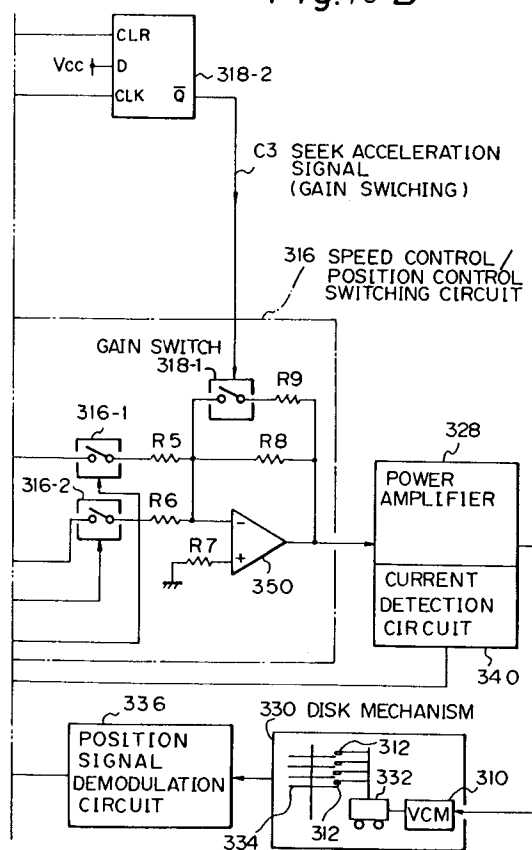 Fig. 10 B
CLR
Vcc
D
318-2
CLK
Q̅
C3 SEEK ACCELERATION
SIGNAL
(GAIN SWICHING)
316 SPEED CONTROL/
POSITION CONTROL
SWITCHING CIRCUIT
GAIN SWITCH
318-1
R9
316-1
R5
R8
328
316-2
R6
POWER
AMPLIFIER
R7
−
+
350
CURRENT
DETECTION
CIRCUIT
340
336
330 DISK MECHANISM
POSITION
SIGNAL
DEMODULATION
CIRCUIT
312
332
310
VCM
334
312